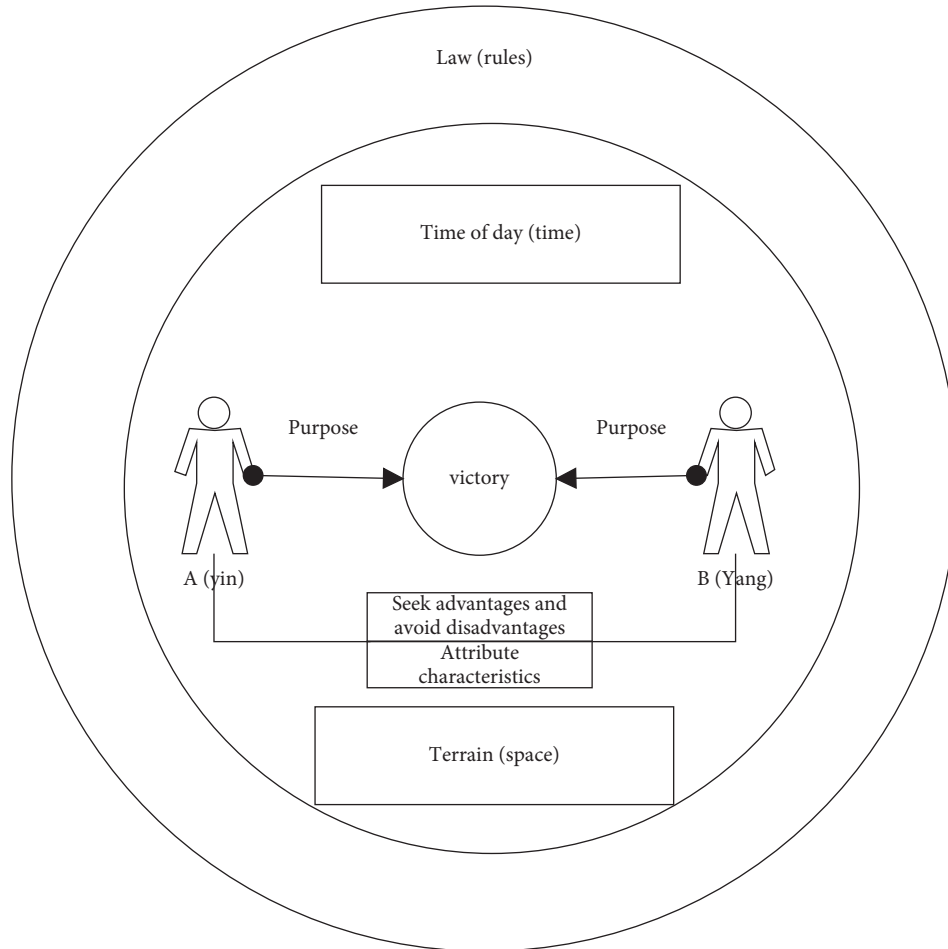 Law (rules)
Time of day (time)
Purpose
Purpose
victory
A (yin)
B (Yang)
Seek advantages and
avoid disadvantages
Attribute
characteristics
Terrain (space)